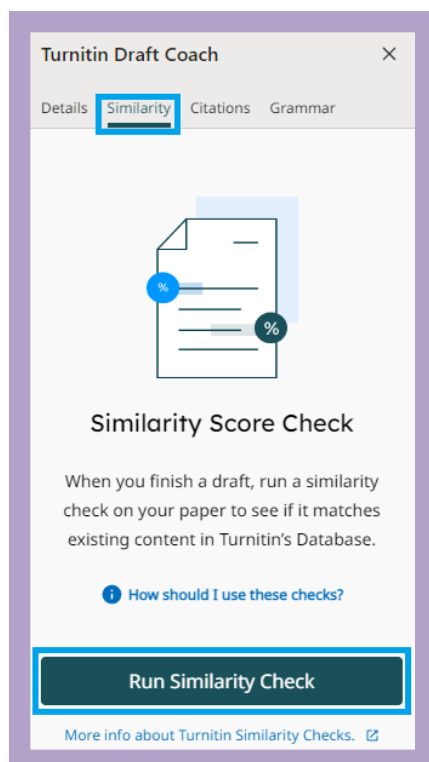 Turnitin Draft Coach
Details Similarity Citations Grammar
%
%
Similarity Score Check
When you finish a draft, run a similarity
check on your paper to see if it matches
existing content in Turnitin's Database.
How should I use these checks?
Run Similarity Check
More info about Turnitin Similarity Checks.